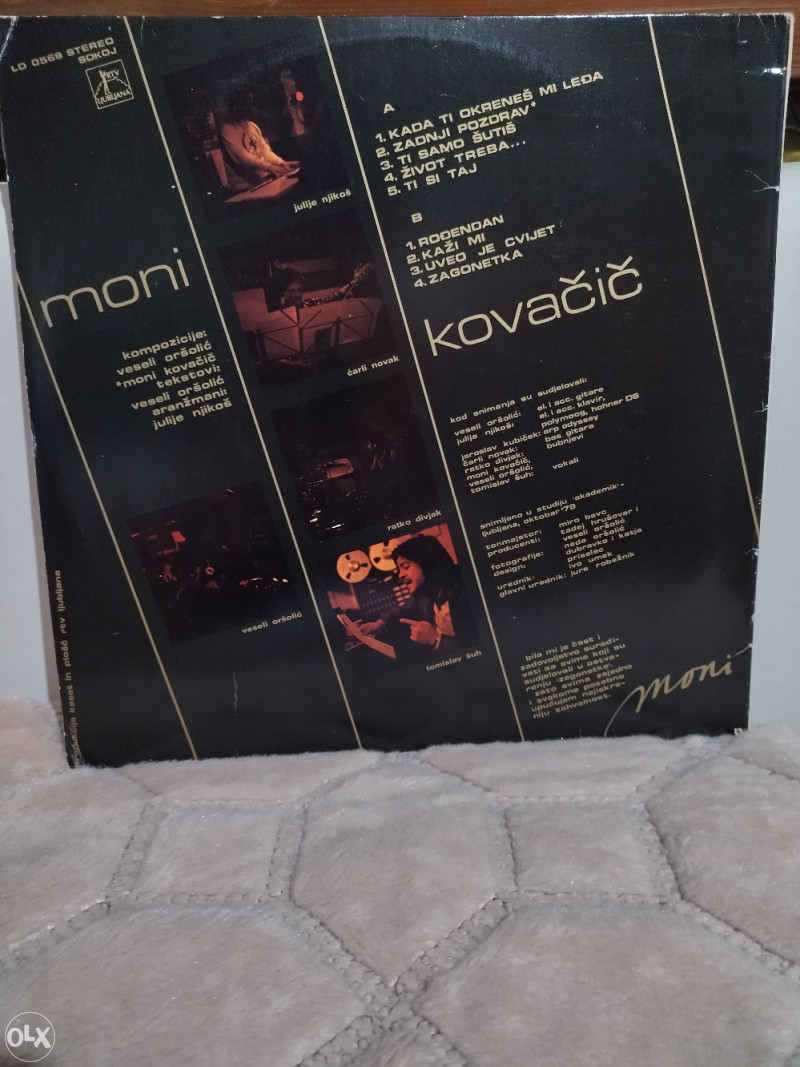 LD 0569 STEREO
SOKOJ
RTV
LJUBLJANA
A
1. KADA TI OKRENEŠ MI LEĐA
2. ZADNJI POZDRAV*
3. TI SAMO ŠUTIŠ
4. ŽIVOT TREBA...
5. TI SI TAJ
B
1. ROĐENDAN
2. KAŽI MI
3. UVEO JE CVIJET
4. ZAGONETKA
moni
kovačič
kompozicije:
veseli oršolić
*moni kovačič
tekstovi:
veseli oršolić
aranžmani:
julije njikoš
julije njikoš
čarli novak
ratko divjak
veseli oršolić
tomislav šuh
kod snimanja su sudjelovali:
veseli oršolić: el. i acc. gitare
julije njikoš: el. i acc. klavir,
polymoog, hohner D6
jaroslav kubiček: arp odyssey
čarli novak: bas gitara
ratko divjak: bubnjevi
moni kovačič,
veseli oršolić,
tomislav šuh: vokali
snimljeno u studiju »akademik« -
ljubljana, oktobar '79
tonmajstor: miro bevc
producenti: tadej hrušovar i
veseli oršolić
fotografije: neda oršolić
design: dubravko i katja
priselac
urednik: ivo umek
glavni urednik: jure robežnik
bila mi je čast i
zadovoljstvo surađi-
vati sa svima koji su
sudjelovali u ostva-
renju »zagonetke«,
zato svima zajedno
i svakome posebno
upućujem najiskre-
niju zahvalnost.
moni
kaset in plošč rtv ljubljana
OLX